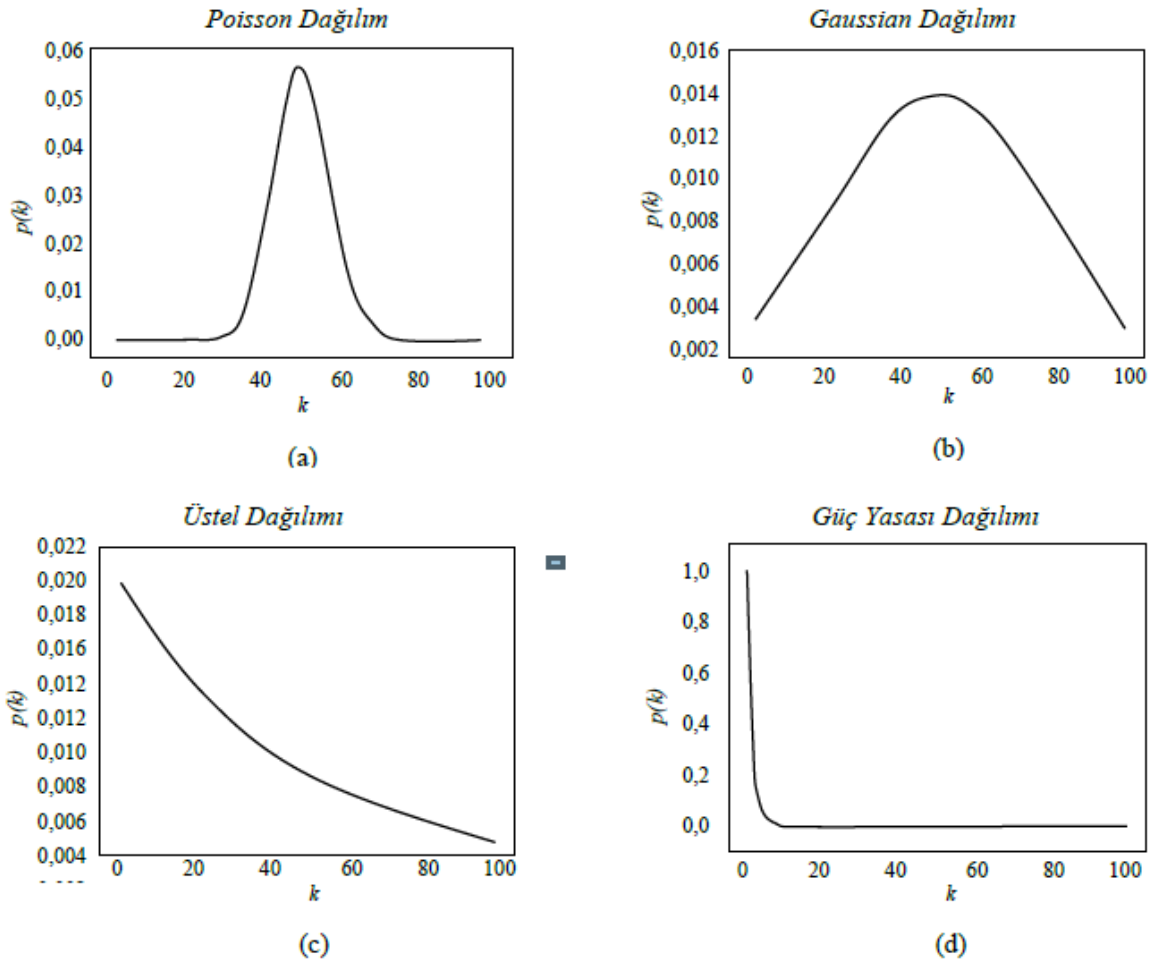 Poisson Dağılım
0,06
0,05
0,04
0,03
0,02
0,01
0,00
p(k)
0 20 40 60 80 100
k
(a)
Gaussian Dağılımı
0,016
0,014
0,012
0,010
0,008
0,006
0,004
0,002
p(k)
0 20 40 60 80 100
k
(b)
Üstel Dağılımı
0,022
0,020
0,018
0,016
0,012
0,012
0,010
0,008
0,006
0,004
p(k)
0 20 40 60 80 100
k
(c)
Güç Yasası Dağılımı
1,0
0,8
0,6
0,4
0,2
0,0
p(k)
0 20 40 60 80 100
k
(d)